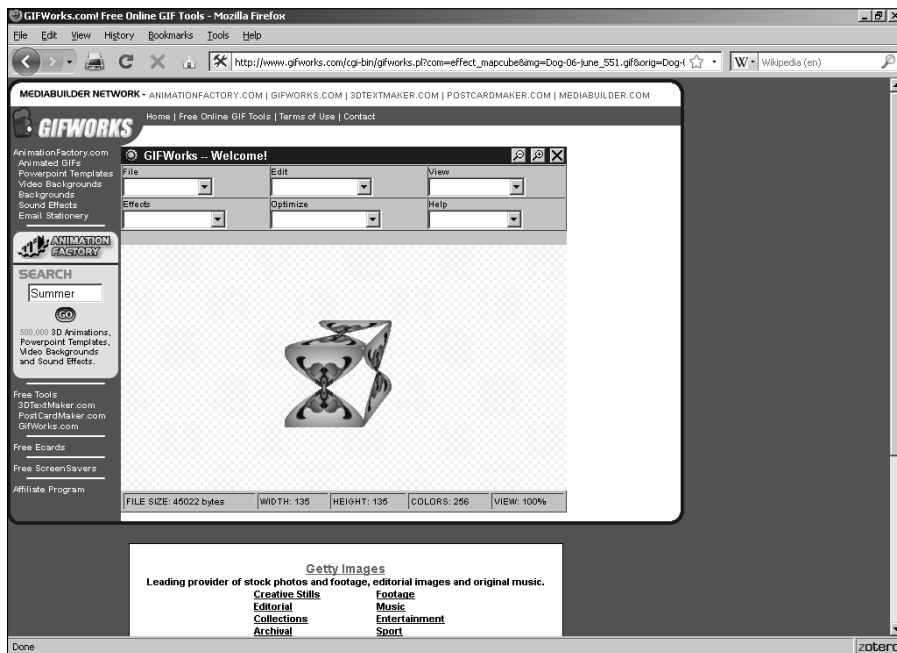 GIFWorks.com! Free Online GIF Tools - Mozilla Firefox
File Edit View History Bookmarks Tools Help
http://www.gifworks.com/cgi-bin/gifworks.pl?com=effect_mapcube&img=Dog-06-june_551.gif&orig=Dog-(
W Wikipedia (en)
MEDIABUILDER NETWORK - ANIMATIONFACTORY.COM | GIFWORKS.COM | 3DTEXTMAKER.COM | POSTCARDMAKER.COM | MEDIABUILDER.COM
GIFWORKS
Home | Free Online GIF Tools | Terms of Use | Contact
AnimationFactory.com
Animated GIFs
Powerpoint Templates
Video Backgrounds
Backgrounds
Sound Effects
Email Stationery
ANIMATION
FACTORY
SEARCH
Summer
GO
500,000 3D Animations,
Powerpoint Templates,
Video Backgrounds
and Sound Effects.
Free Tools
3DTextMaker.com
PostCardMaker.com
GifWorks.com
Free Ecards
Free ScreenSavers
Affiliate Program
GIFWorks -- Welcome!
File Edit View
Effects Optimize Help
FILE SIZE: 45022 bytes WIDTH: 135 HEIGHT: 135 COLORS: 256 VIEW: 100%
Getty Images
Leading provider of stock photos and footage, editorial images and original music.
Creative Stills Footage
Editorial Music
Collections Entertainment
Archival Sport
Done zotero